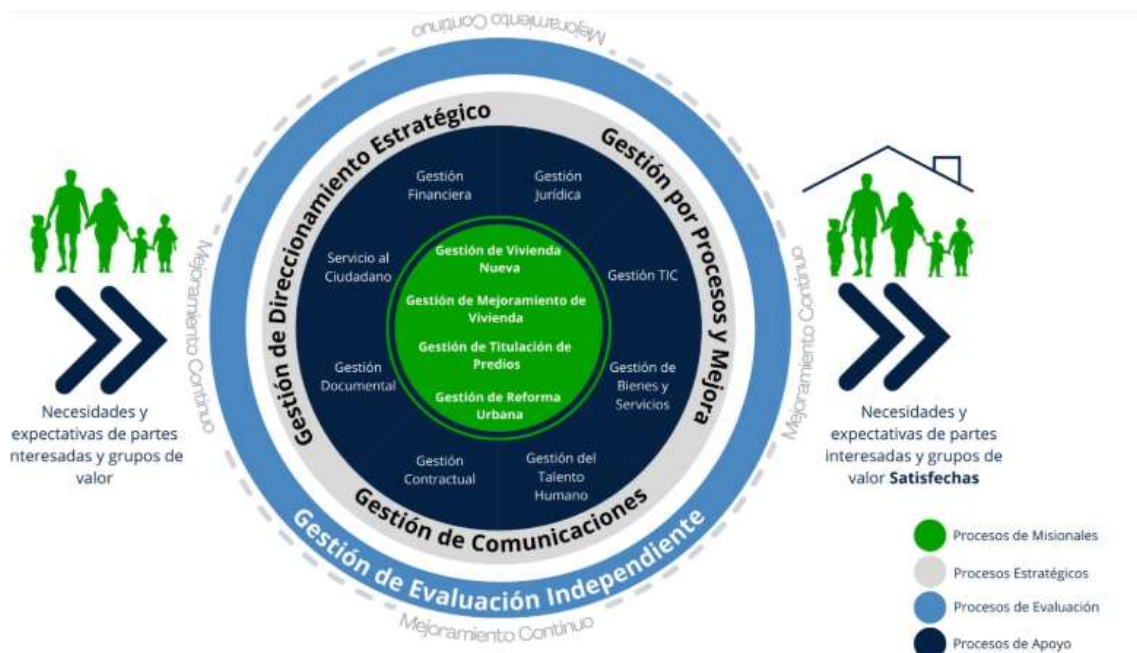 Mejoramiento Continuo
Gestión de Direccionamiento Estratégico
Gestión por Procesos y Mejora
Gestión
Financiera
Gestión
Jurídica
Servicio al
Ciudadano
Gestión de Vivienda
Nueva
Gestión TIC
Gestión de Mejoramiento de
Vivienda
Gestión de Titulación de
Predios
Gestión
Documental
Gestión de
Bienes y
Servicios
Gestión de Reforma
Urbana
Gestión
Contractual
Gestión del
Talento
Humano
Gestión de Comunicaciones
Gestión de Evaluación Independiente
Mejoramiento Continuo
Mejoramiento Continuo
Mejoramiento Continuo
Necesidades y
expectativas de partes
nteresadas y grupos de
valor
Necesidades y
expectativas de partes
interesadas y grupos de
valor Satisfechas
Procesos de Misionales
Procesos Estratégicos
Procesos de Evaluación
Procesos de Apoyo